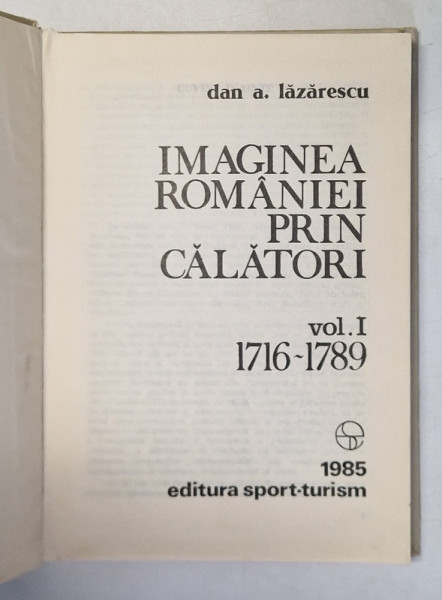 dan a. lăzărescu
IMAGINEA
ROMÂNIEI
PRIN
CĂLĂTORI
vol. I
1716-1789
1985
editura sport-turism